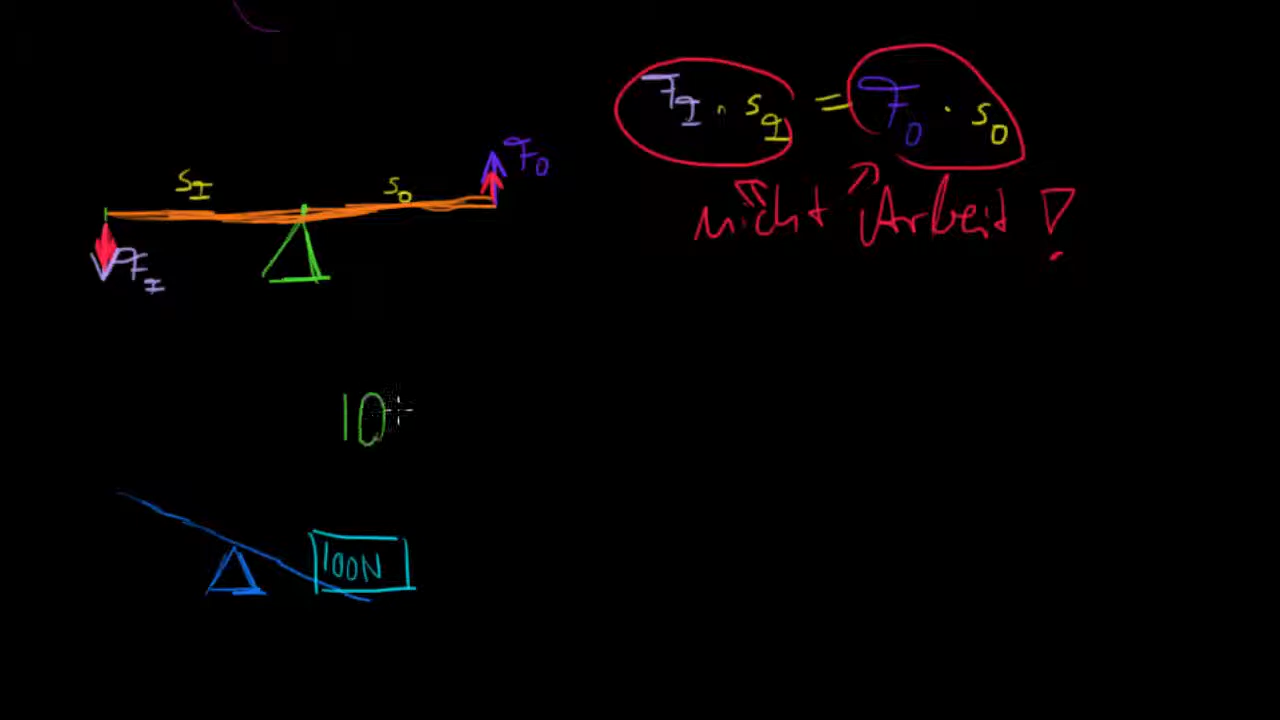 F_I · s_I = F_O · s_O
nicht Arbeit !
s_I s_O F_O
F_I
10
100N